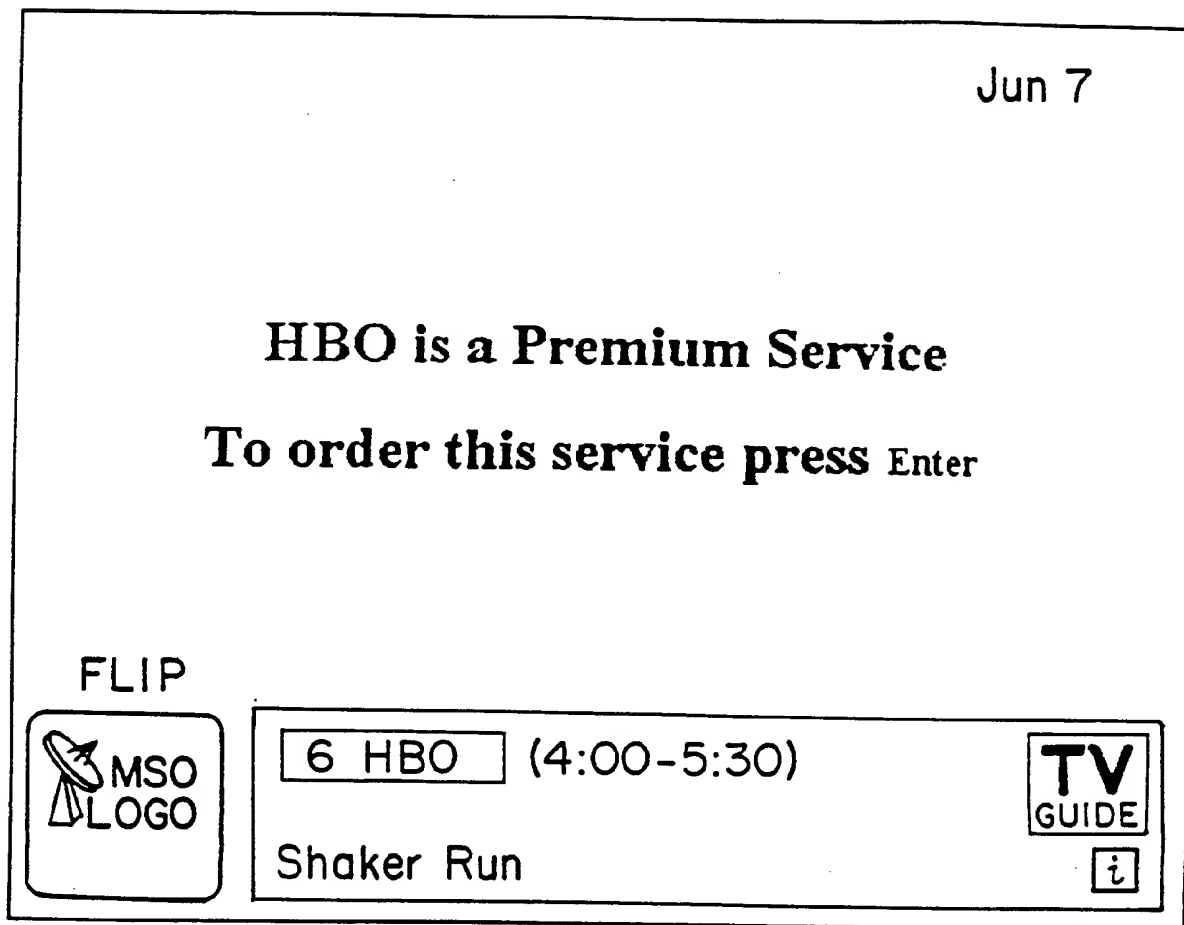 Jun 7
HBO is a Premium Service
To order this service press Enter
FLIP
MSO
LOGO
6 HBO (4:00-5:30)
TV
GUIDE
Shaker Run
i